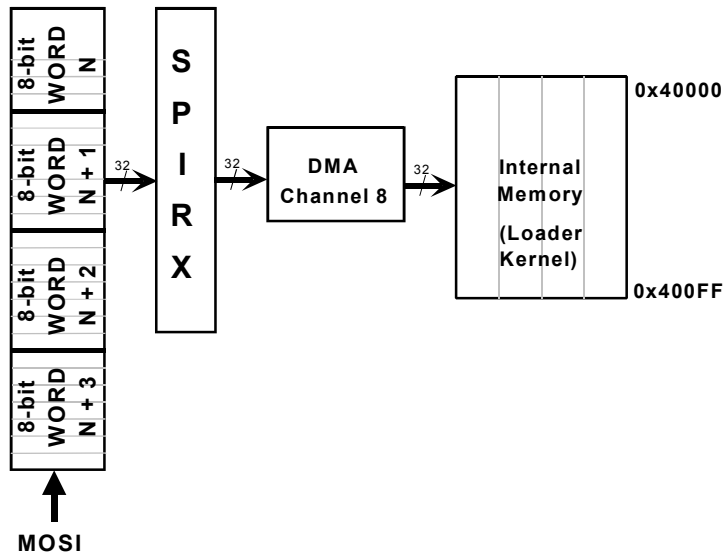 8-bit
WORD
N
8-bit
WORD
N + 1
8-bit
WORD
N + 2
8-bit
WORD
N + 3
MOSI
32
S
P
I
R
X
32
DMA
Channel 8
32
Internal
Memory
(Loader
Kernel)
0x40000
0x400FF